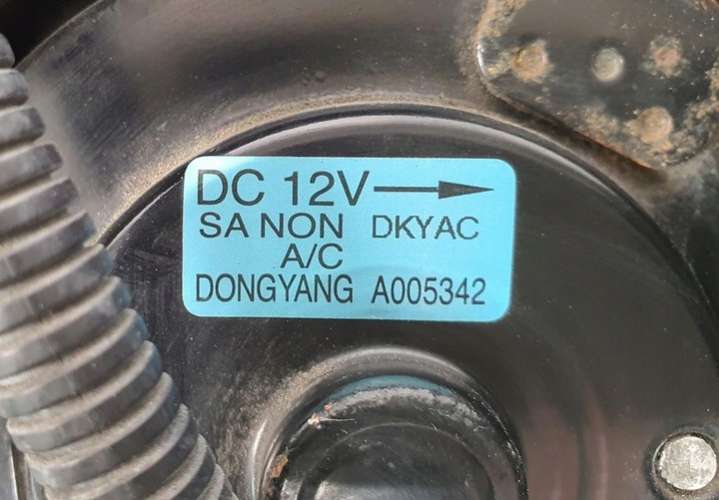 DC 12V →
SA NON DKYAC
A/C
DONGYANG A005342